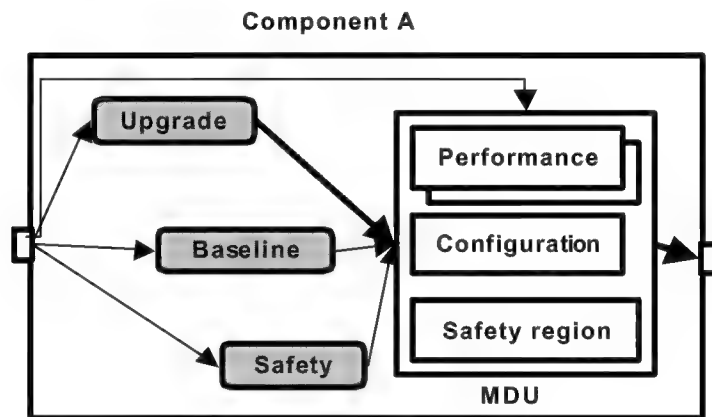 Component A
Upgrade
Performance
Baseline
Configuration
Safety
Safety region
MDU